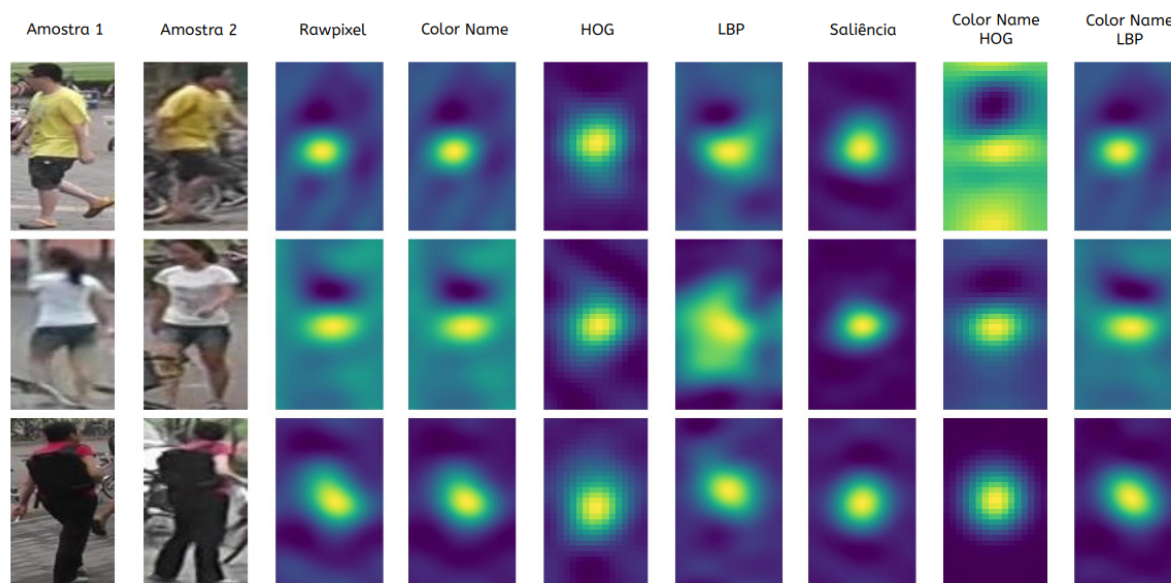 Amostra 1
Amostra 2
Rawpixel
Color Name
HOG
LBP
Saliência
Color Name
HOG
Color Name
LBP